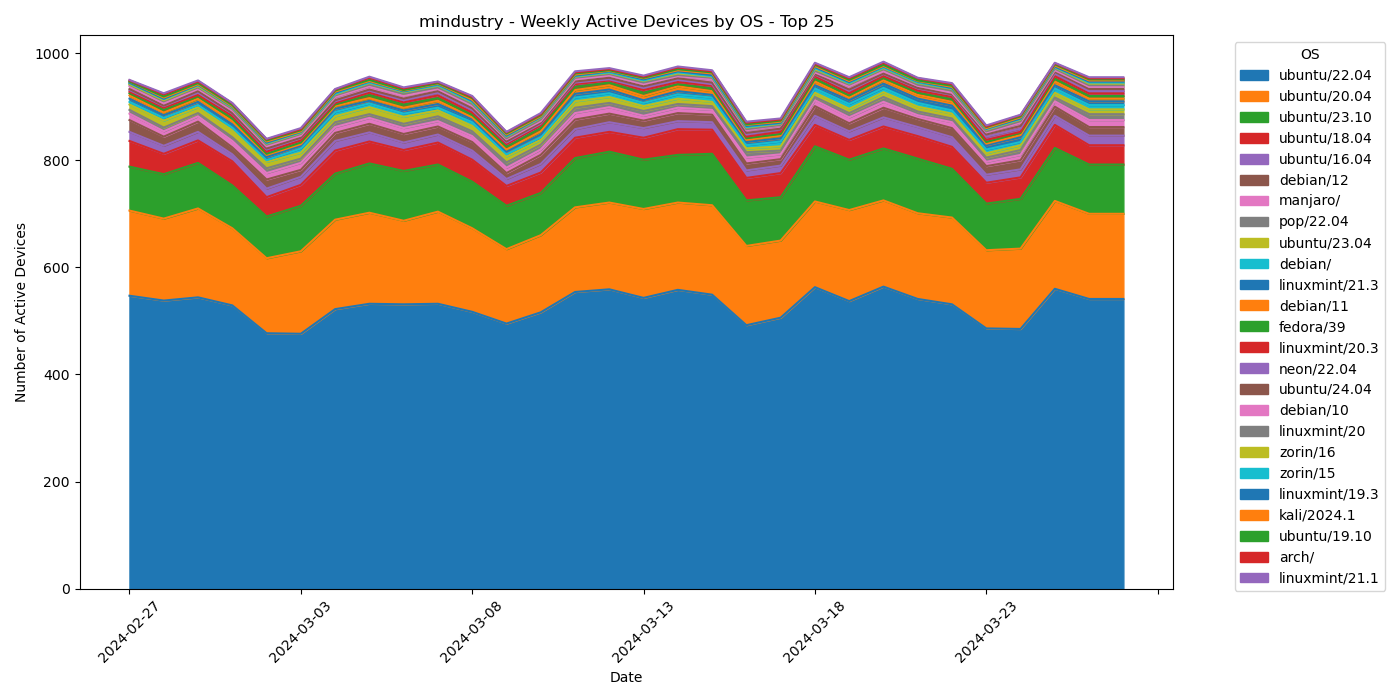 mindustry - Weekly Active Devices by OS - Top 25
Number of Active Devices
1000
800
600
400
200
0
2024-02-27
2024-03-03
2024-03-08
2024-03-13
2024-03-18
2024-03-23
Date
OS
ubuntu/22.04
ubuntu/20.04
ubuntu/23.10
ubuntu/18.04
ubuntu/16.04
debian/12
manjaro/
pop/22.04
ubuntu/23.04
debian/
linuxmint/21.3
debian/11
fedora/39
linuxmint/20.3
neon/22.04
ubuntu/24.04
debian/10
linuxmint/20
zorin/16
zorin/15
linuxmint/19.3
kali/2024.1
ubuntu/19.10
arch/
linuxmint/21.1